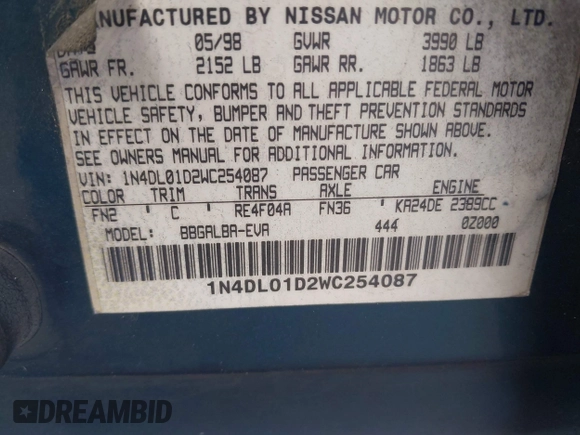 MANUFACTURED BY NISSAN MOTOR CO., LTD.
DATE 05/98 GVWR 3990 LB
GAWR FR. 2152 LB GAWR RR. 1863 LB
THIS VEHICLE CONFORMS TO ALL APPLICABLE FEDERAL MOTOR
VEHICLE SAFETY, BUMPER AND THEFT PREVENTION STANDARDS
IN EFFECT ON THE DATE OF MANUFACTURE SHOWN ABOVE.
SEE OWNERS MANUAL FOR ADDITIONAL INFORMATION.
VIN: 1N4DL01D2WC254087 PASSENGER CAR
COLOR TRIM TRANS AXLE ENGINE
FN2 C RE4F04A FN36 KA24DE 2389CC
MODEL: BBGALBA-EVA 444 0Z000
1N4DL01D2WC254087
DREAMBID